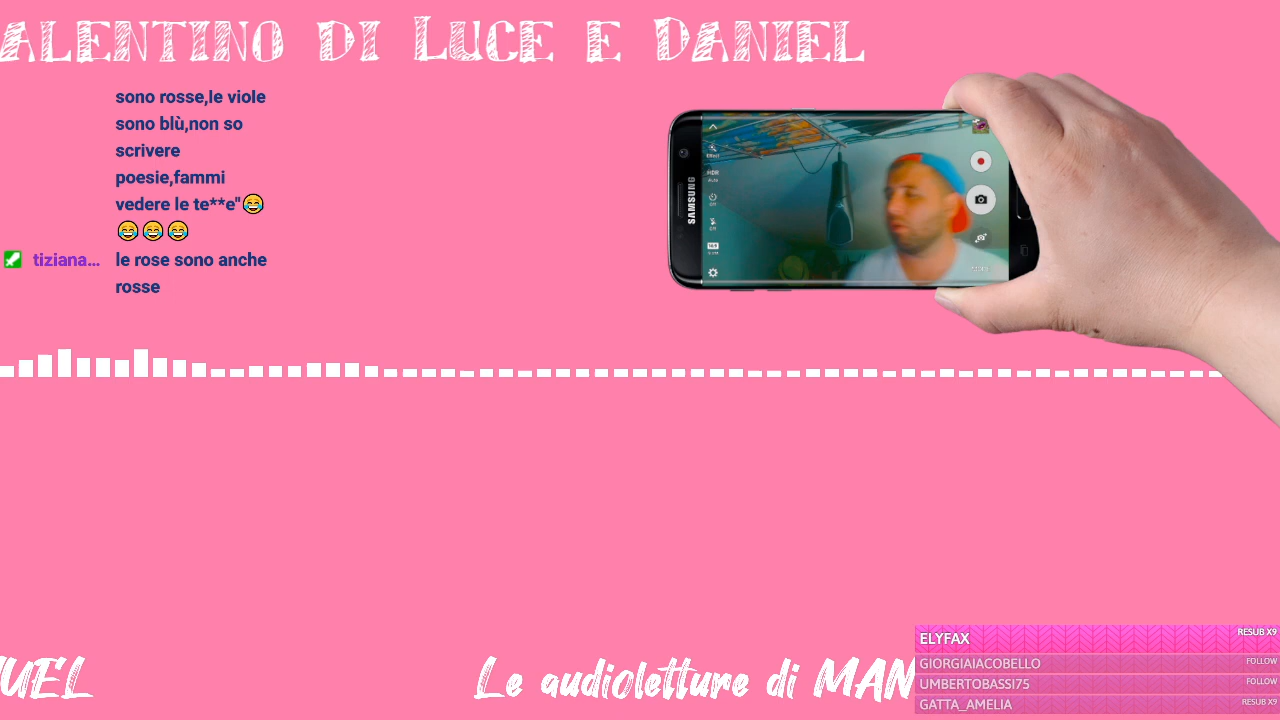 ALENTINO DI LUCE E DANIEL
sono rosse,le viole
sono blù,non so
scrivere
poesie,fammi
vedere le te**e"😂
😂😂😂
tiziana... le rose sono anche
rosse
SAMSUNG
HDR
UEL
Le audioletture di MAN
ELYFAX RESUB X9
GIORGIAIACOBELLO FOLLOW
UMBERTOBASSI75 FOLLOW
GATTA_AMELIA RESUB X9